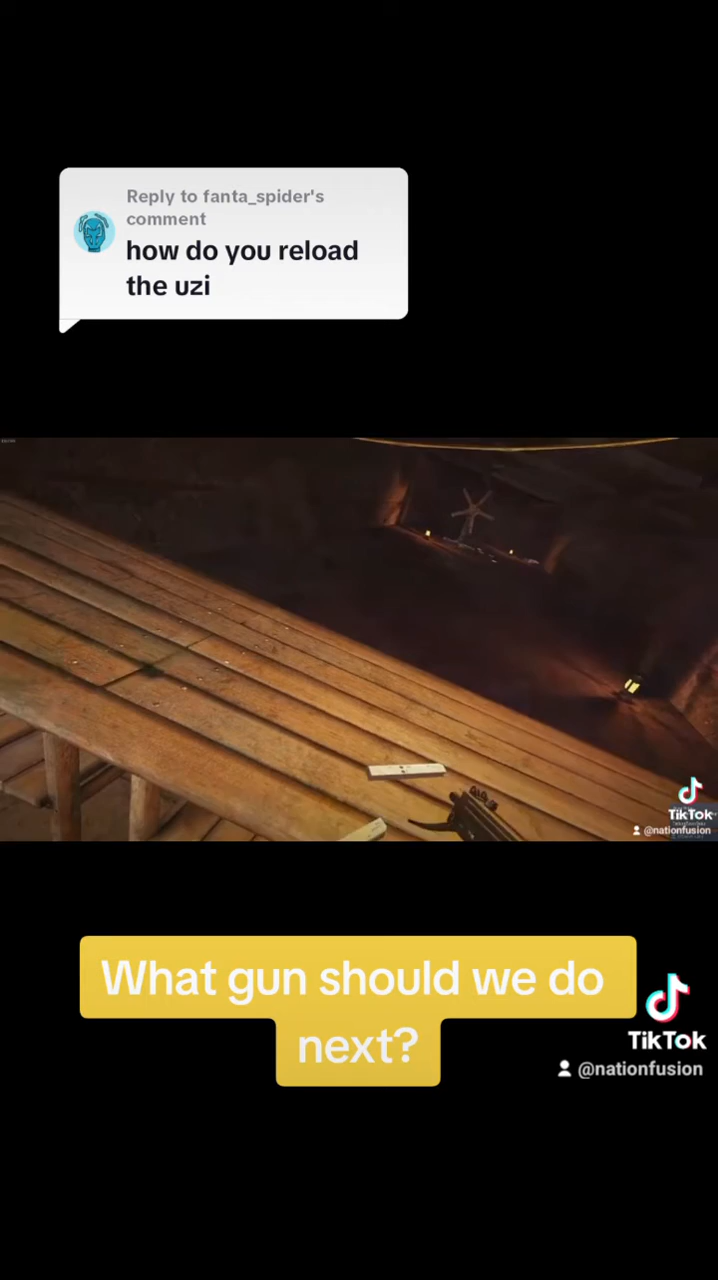 Reply to fanta_spider's
comment
how do you reload
the uzi
TikTok
@nationfusion
What gun should we do
next?
TikTok
@nationfusion